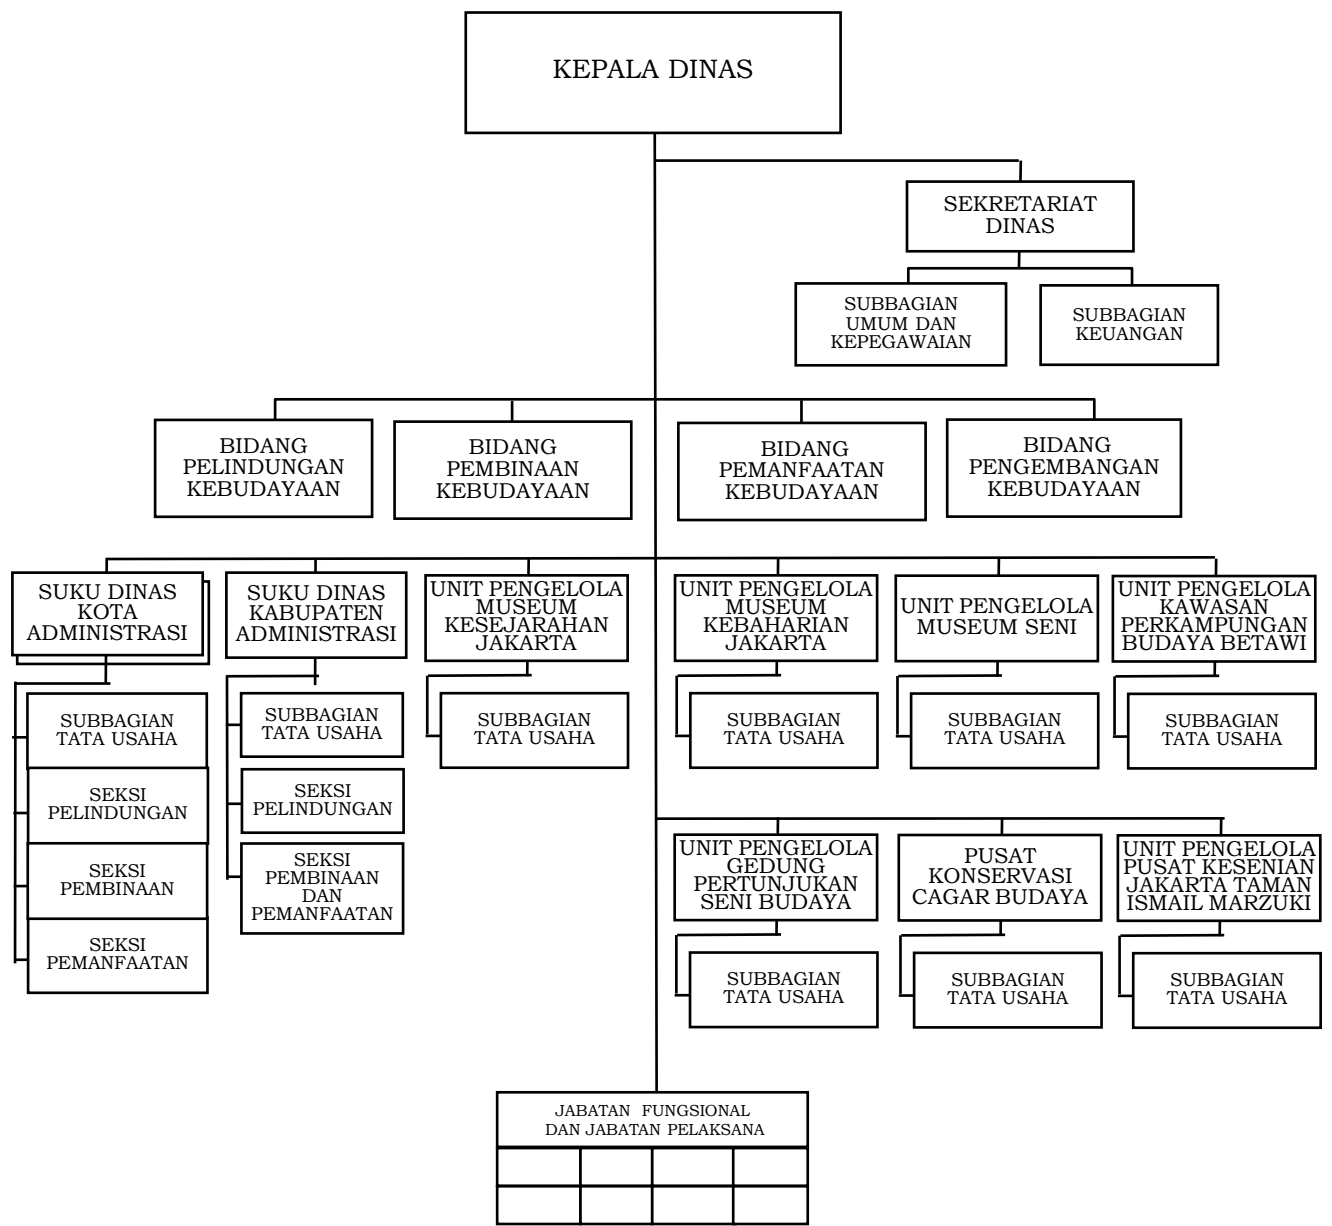 KEPALA DINAS
SEKRETARIAT
DINAS
SUBBAGIAN
UMUM DAN
KEPEGAWAIAN
SUBBAGIAN
KEUANGAN
BIDANG
PELINDUNGAN
KEBUDAYAAN
BIDANG
PEMBINAAN
KEBUDAYAAN
BIDANG
PEMANFAATAN
KEBUDAYAAN
BIDANG
PENGEMBANGAN
KEBUDAYAAN
SUKU DINAS
KOTA
ADMINISTRASI
SUKU DINAS
KABUPATEN
ADMINISTRASI
UNIT PENGELOLA
MUSEUM
KESEJARAHAN
JAKARTA
UNIT PENGELOLA
MUSEUM
KEBAHARIAN
JAKARTA
UNIT PENGELOLA
MUSEUM SENI
UNIT PENGELOLA
KAWASAN
PERKAMPUNGAN
BUDAYA BETAWI
SUBBAGIAN
TATA USAHA
SUBBAGIAN
TATA USAHA
SUBBAGIAN
TATA USAHA
SUBBAGIAN
TATA USAHA
SUBBAGIAN
TATA USAHA
SUBBAGIAN
TATA USAHA
SEKSI
PELINDUNGAN
SEKSI
PELINDUNGAN
SEKSI
PEMBINAAN
SEKSI
PEMBINAAN
DAN
PEMANFAATAN
SEKSI
PEMANFAATAN
UNIT PENGELOLA
GEDUNG
PERTUNJUKAN
SENI BUDAYA
PUSAT
KONSERVASI
CAGAR BUDAYA
UNIT PENGELOLA
PUSAT KESENIAN
JAKARTA TAMAN
ISMAIL MARZUKI
SUBBAGIAN
TATA USAHA
SUBBAGIAN
TATA USAHA
SUBBAGIAN
TATA USAHA
JABATAN FUNGSIONAL
DAN JABATAN PELAKSANA